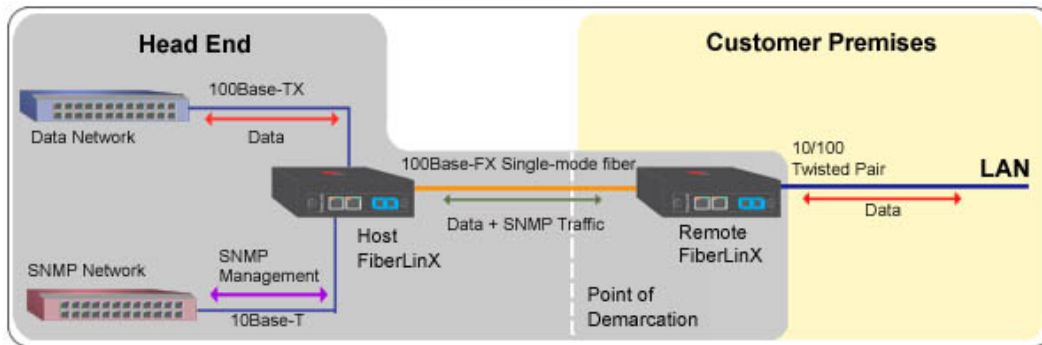 Head End
Customer Premises
100Base-TX
Data Network
Data
100Base-FX Single-mode fiber
10/100
Twisted Pair
LAN
Data
Data + SNMP Traffic
Host
FiberLinX
Remote
FiberLinX
SNMP Network
SNMP
Management
10Base-T
Point of
Demarcation